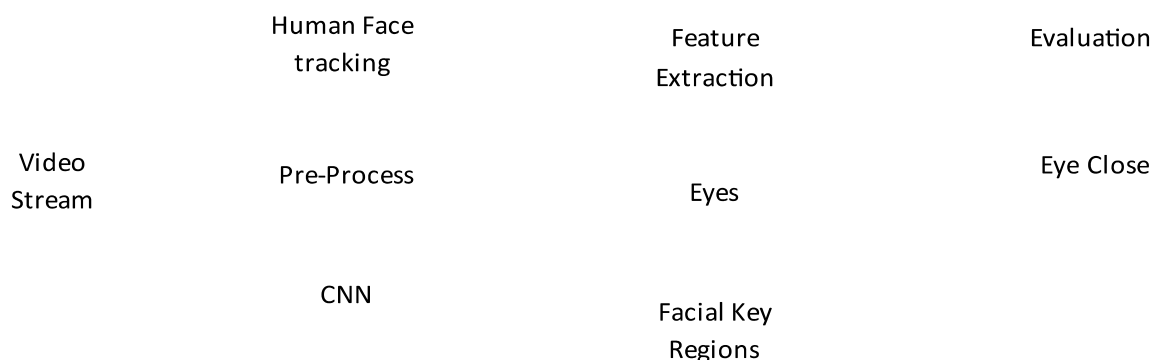 Human Face
tracking
Feature
Extraction
Evaluation
Video
Stream
Pre-Process
Eyes
Eye Close
CNN
Facial Key
Regions